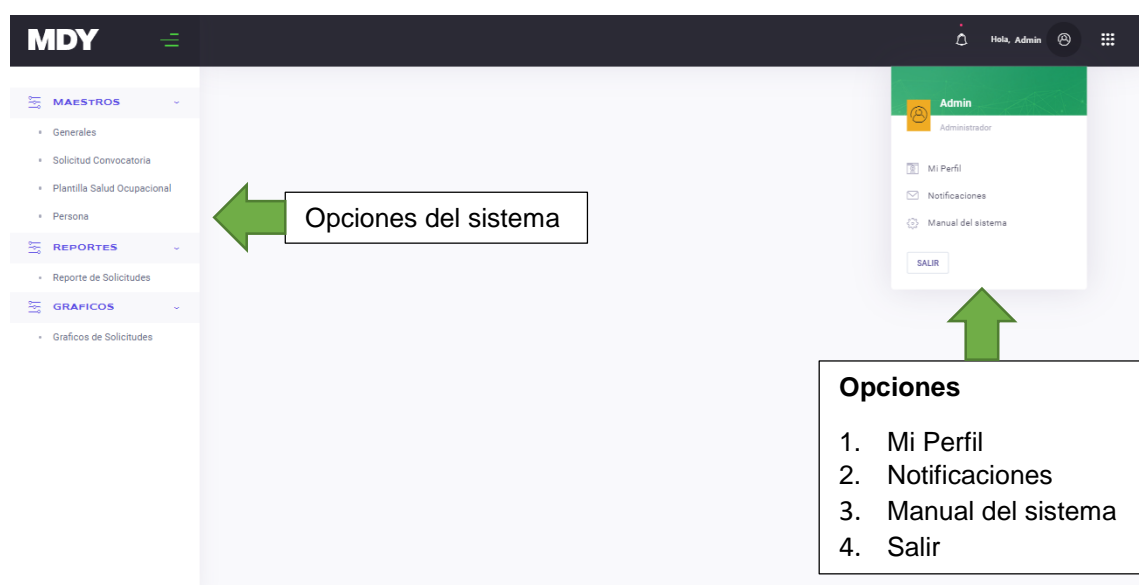 MDY
Hola, Admin
MAESTROS
Generales
Solicitud Convocatoria
Plantilla Salud Ocupacional
Persona
REPORTES
Reporte de Solicitudes
GRAFICOS
Graficos de Solicitudes
Opciones del sistema
Admin
Administrador
Mi Perfil
Notificaciones
Manual del sistema
SALIR
Opciones
1. Mi Perfil
2. Notificaciones
3. Manual del sistema
4. Salir